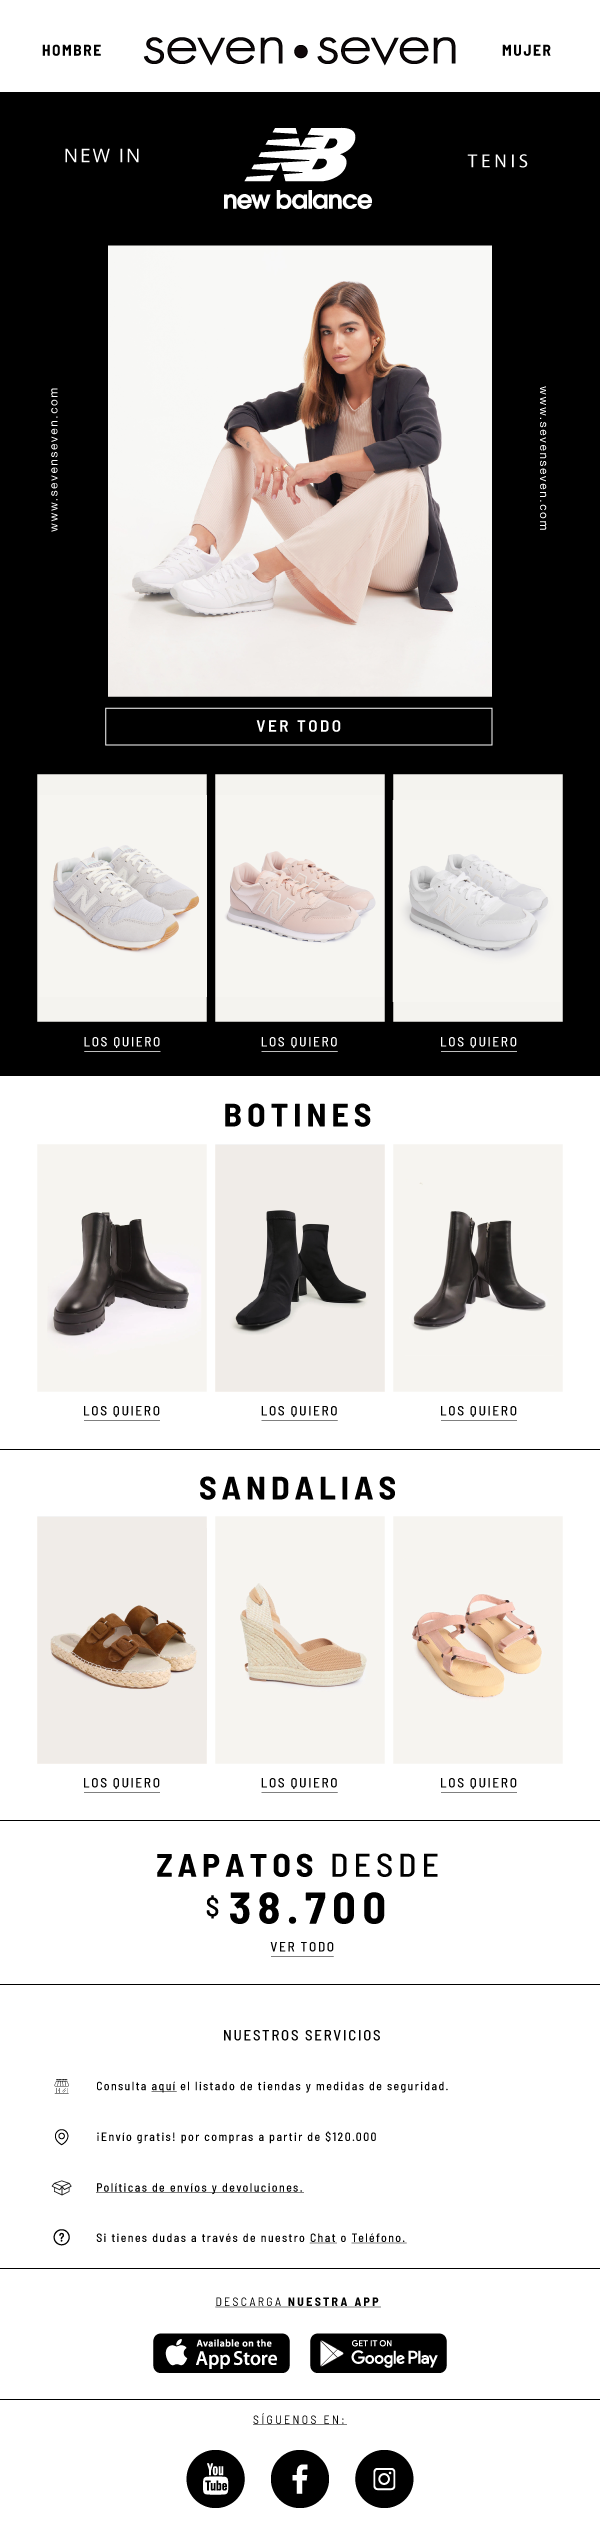 HOMBRE
seven•seven
MUJER
NEW IN
NB
new balance
TENIS
www.sevenseven.com
www.sevenseven.com
VER TODO
LOS QUIERO
LOS QUIERO
LOS QUIERO
BOTINES
LOS QUIERO
LOS QUIERO
LOS QUIERO
SANDALIAS
LOS QUIERO
LOS QUIERO
LOS QUIERO
ZAPATOS DESDE
$38.700
VER TODO
NUESTROS SERVICIOS
Consulta aquí el listado de tiendas y medidas de seguridad.
¡Envío gratis! por compras a partir de $120.000
Políticas de envíos y devoluciones.
Si tienes dudas a través de nuestro Chat o Teléfono.
DESCARGA NUESTRA APP
Available on the
App Store
GET IT ON
Google Play
SÍGUENOS EN:
You
Tube